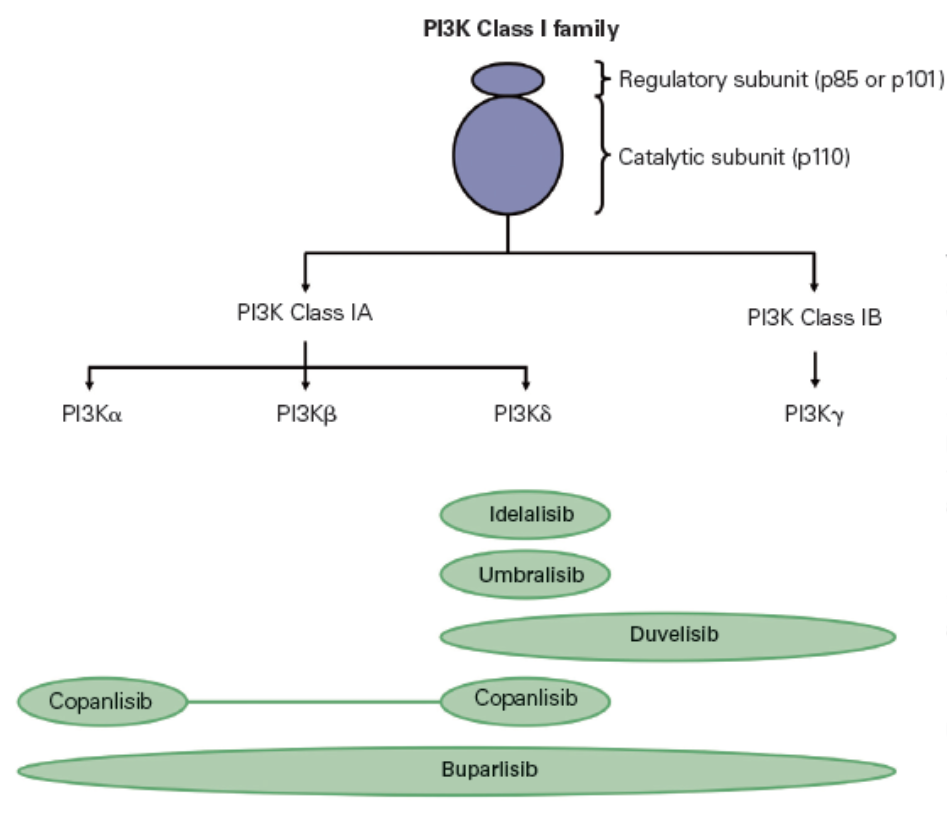 PI3K Class I family
Regulatory subunit (p85 or p101)
Catalytic subunit (p110)
PI3K Class IA
PI3K Class IB
PI3Kα
PI3Kβ
PI3Kδ
PI3Kγ
Idelalisib
Umbralisib
Duvelisib
Copanlisib
Copanlisib
Buparlisib